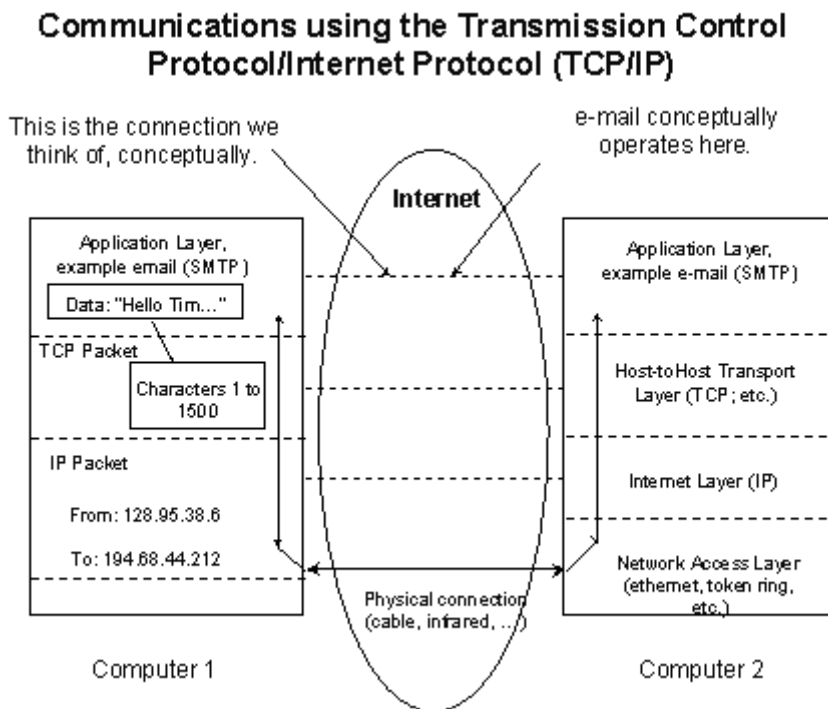 Communications using the Transmission Control
Protocol/Internet Protocol (TCP/IP)
This is the connection we
think of, conceptually.
e-mail conceptually
operates here.
Internet
Application Layer,
example email (SMTP)
Data: "Hello Tim..."
TCP Packet
Characters 1 to
1500
IP Packet
From: 128.95.38.6
To: 194.68.44.212
Application Layer,
example e-mail (SMTP)
Host-to-Host Transport
Layer (TCP; etc.)
Internet Layer (IP)
Network Access Layer
(ethernet, token ring,
etc.)
Physical connection
(cable, infrared, ...)
Computer 1
Computer 2